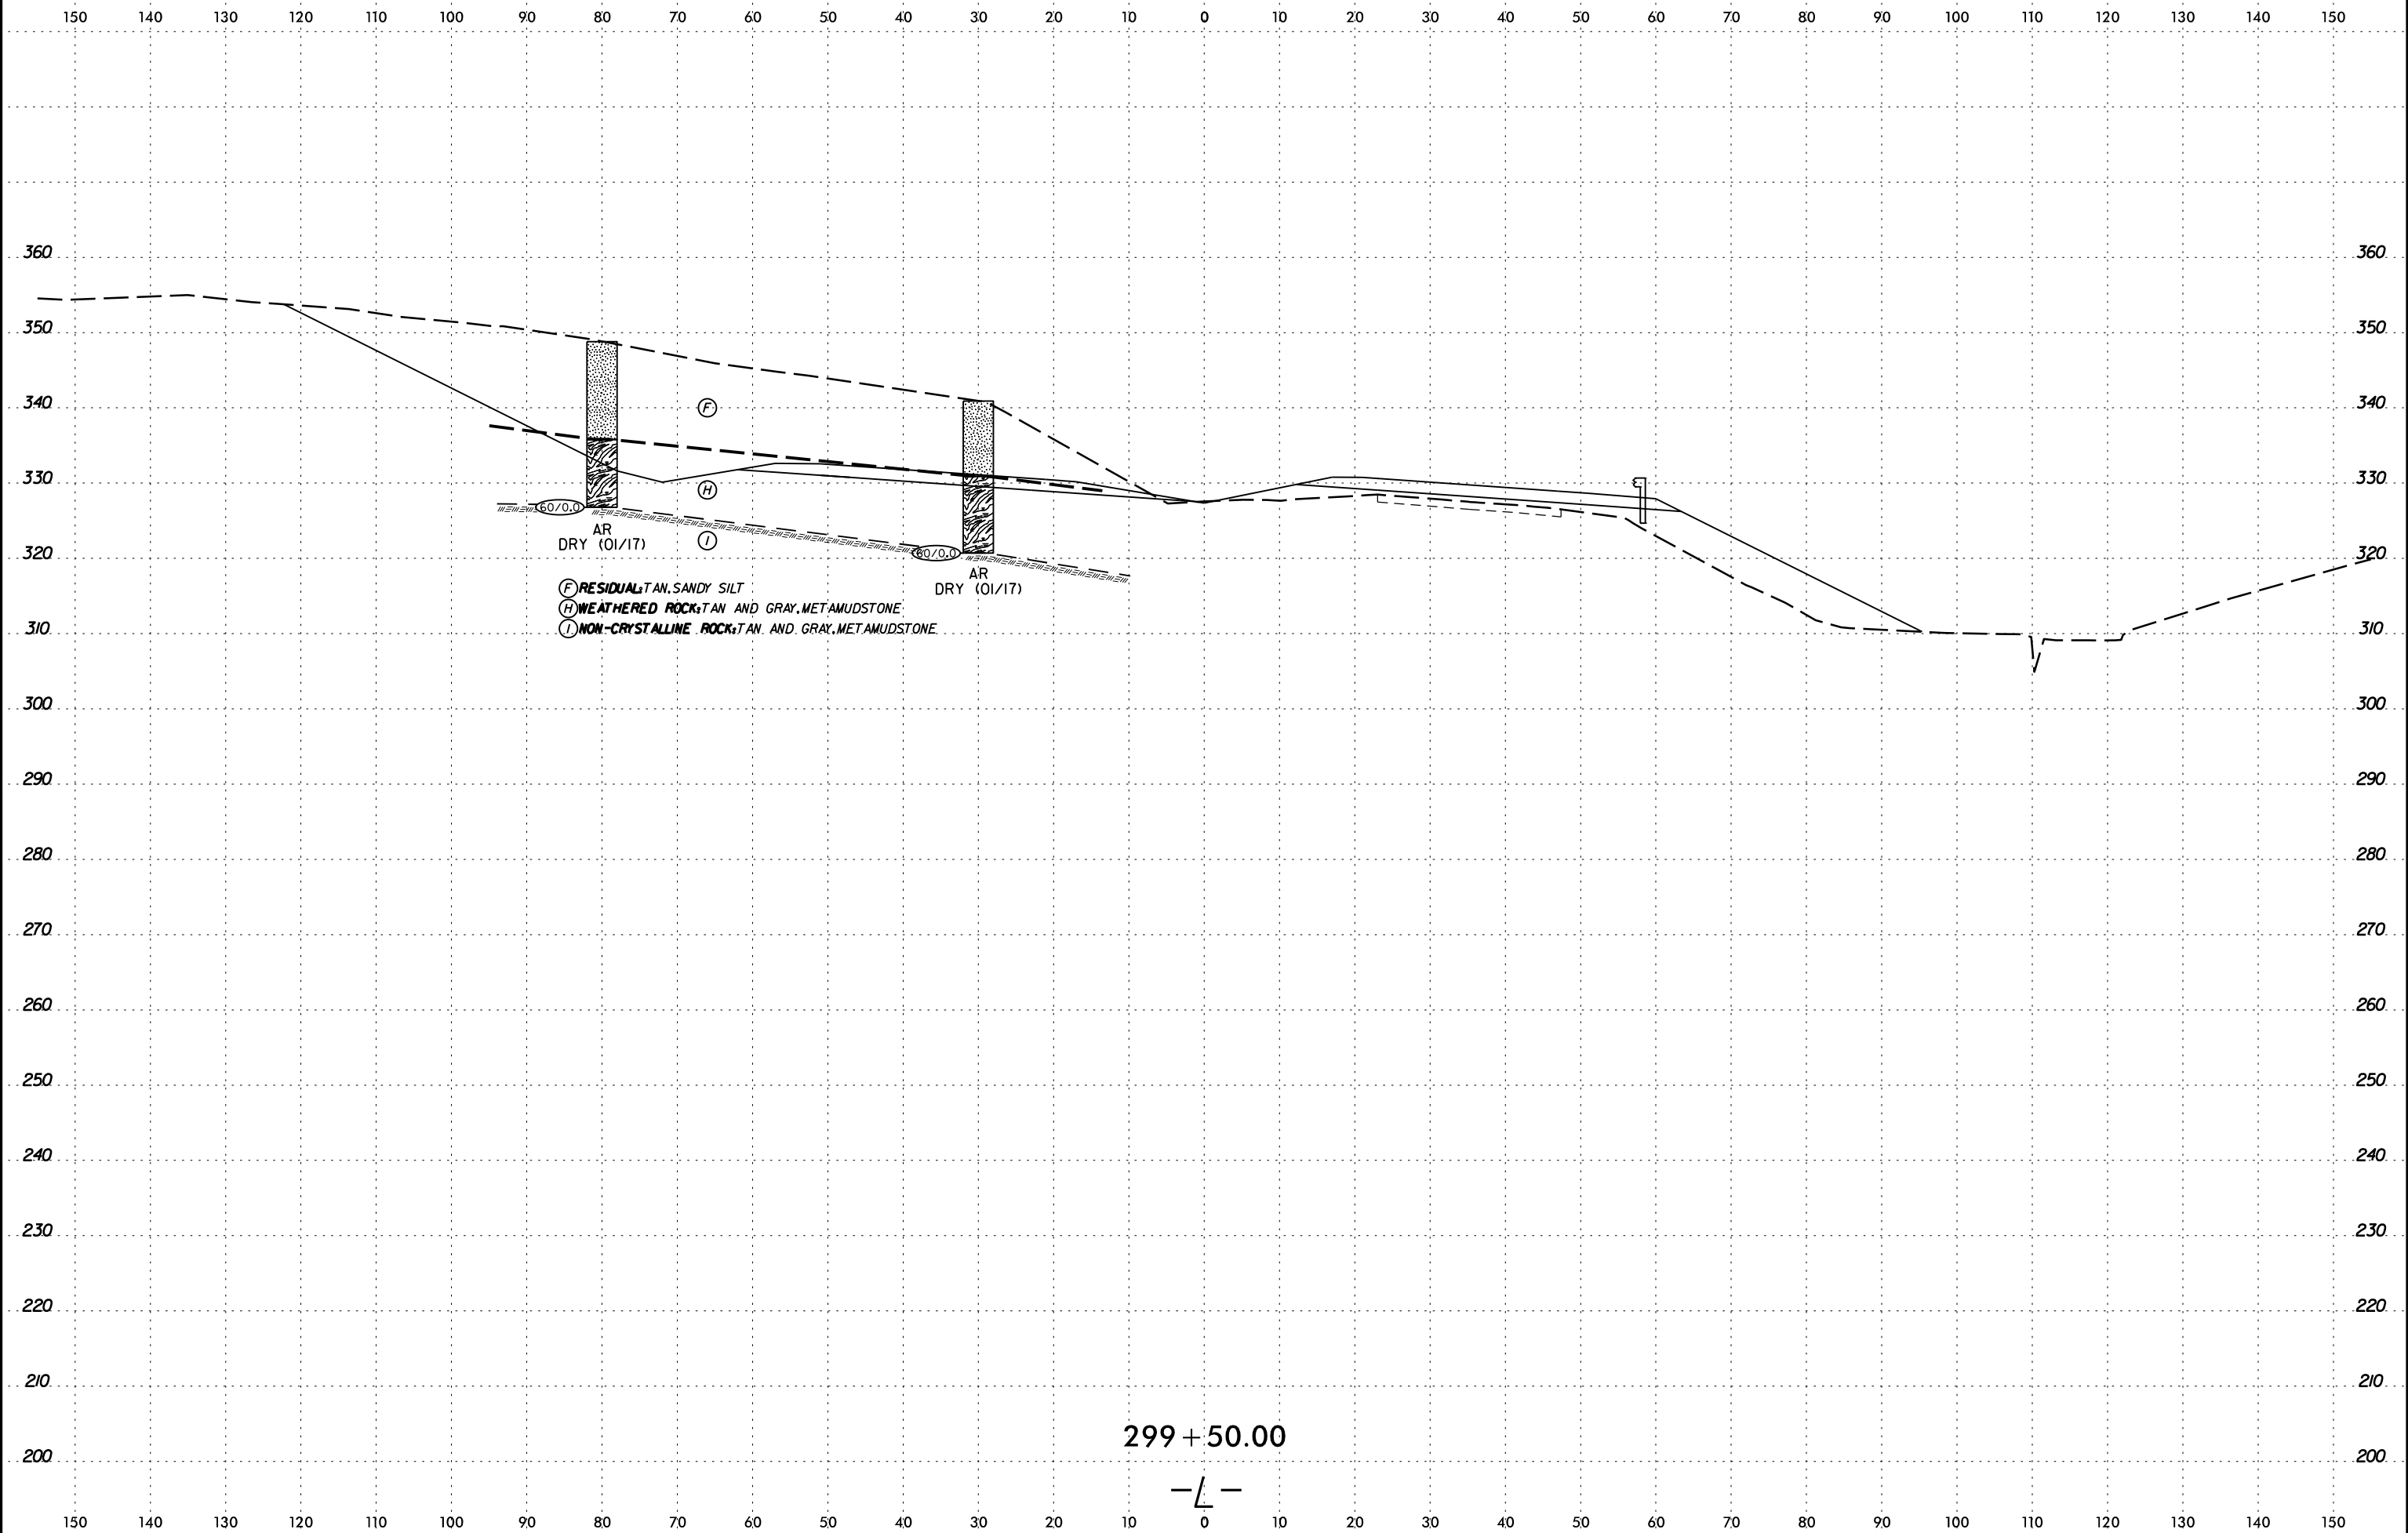 150 140 130 120 110 100 90 80 70 60 50 40 30 20 10 0 10 20 30 40 50 60 70 80 90 100 110 120 130 140 150
360 360
350 350
340 340
F
330 330
H
60/0.0
AR
DRY (01/17)
I
60/0.0
320 320
AR
DRY (01/17)
F RESIDUAL: TAN, SANDY SILT
H WEATHERED ROCK: TAN AND GRAY, METAMUDSTONE
I NON-CRYSTALLINE ROCK: TAN AND GRAY, METAMUDSTONE
310 310
300 300
290 290
280 280
270 270
260 260
250 250
240 240
230 230
220 220
210 210
299+50.00
200 200
-L-
150 140 130 120 110 100 90 80 70 60 50 40 30 20 10 0 10 20 30 40 50 60 70 80 90 100 110 120 130 140 150